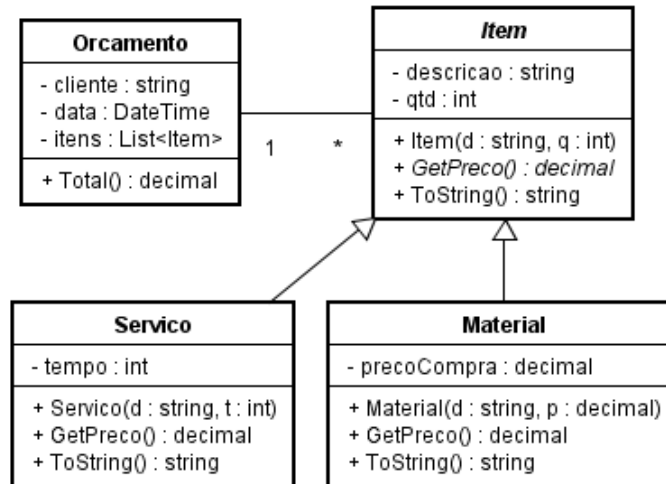 Orcamento
- cliente : string
- data : DateTime
- itens : List<Item>
+ Total() : decimal
1
*
Item
- descricao : string
- qtd : int
+ Item(d : string, q : int)
+ GetPreco() : decimal
+ ToString() : string
Servico
- tempo : int
+ Servico(d : string, t : int)
+ GetPreco() : decimal
+ ToString() : string
Material
- precoCompra : decimal
+ Material(d : string, p : decimal)
+ GetPreco() : decimal
+ ToString() : string